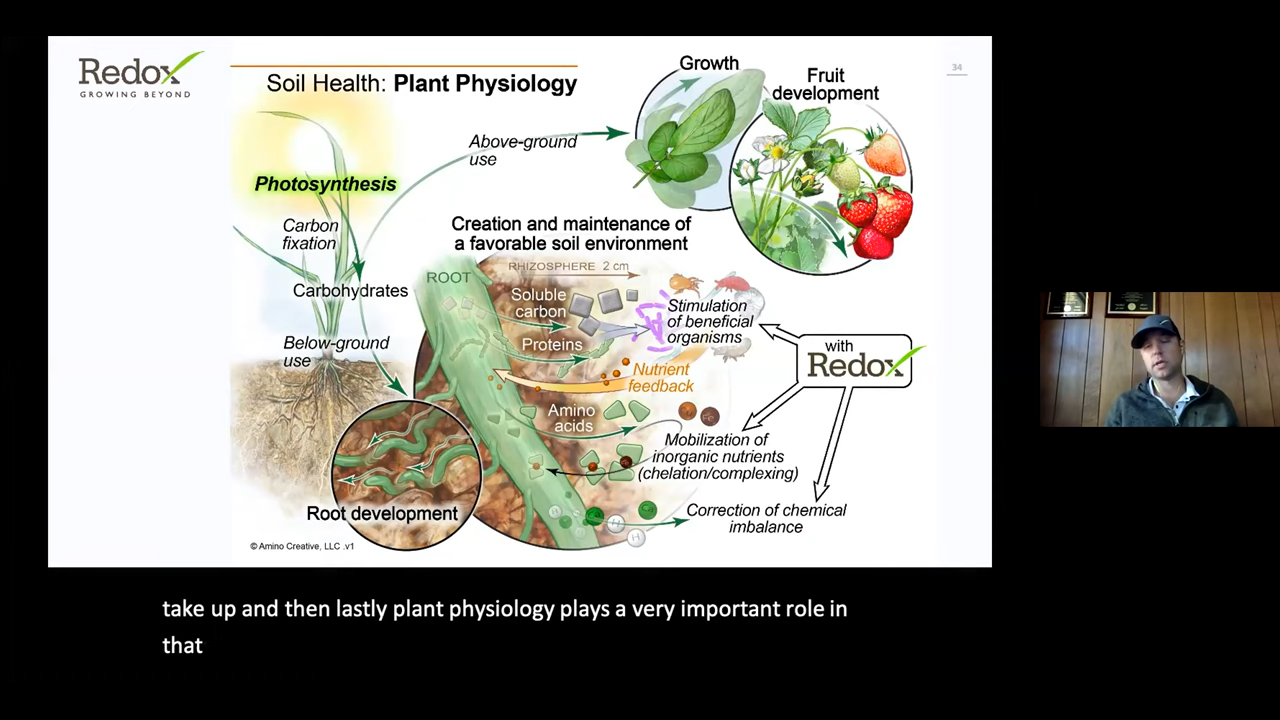 Redox
GROWING BEYOND
Soil Health: Plant Physiology
34
Growth
Fruit
development
Above-ground
use
Photosynthesis
Carbon
fixation
Carbohydrates
Below-ground
use
Root development
Creation and maintenance of
a favorable soil environment
ROOT
RHIZOSPHERE 2 cm
Soluble
carbon
Proteins
Stimulation
of beneficial
organisms
Nutrient
feedback
Amino
acids
Mobilization of
inorganic nutrients
(chelation/complexing)
Correction of chemical
imbalance
with
Redox
H
H
H
© Amino Creative, LLC .v1
take up and then lastly plant physiology plays a very important role in
that